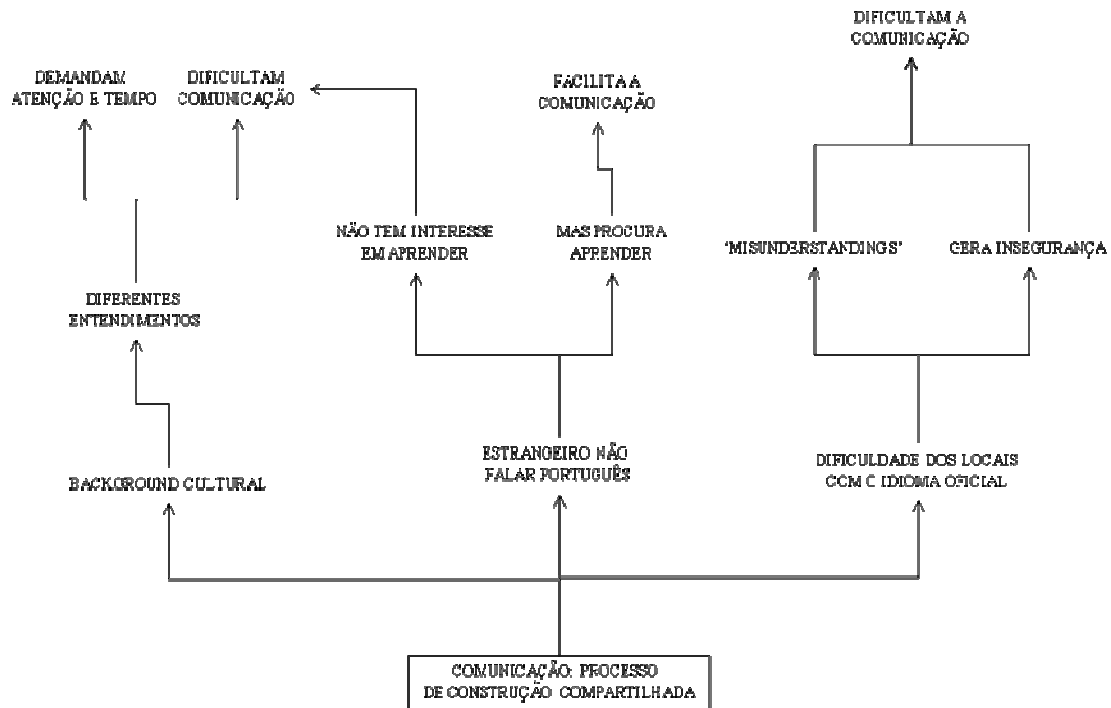 DIFICULTAM A
COMUNICAÇÃO
DEMANDAM
ATENÇÃO E TEMPO
DIFICULTAM
COMUNICAÇÃO
FACILITA A
COMUNICAÇÃO
NÃO TEM INTERESSE
EM APRENDER
MAS PROCURA
APRENDER
'MISUNDERSTANDINGS'
GERA INSEGURANÇA
DIFERENTES
ENTENDIMENTOS
BACKGROUND CULTURAL
ESTRANGEIRO NÃO
FALAR PORTUGUÊS
DIFICULDADE DOS LOCAIS
COM O IDIOMA OFICIAL
COMUNICAÇÃO: PROCESSO
DE CONSTRUÇÃO COMPARTILHADA